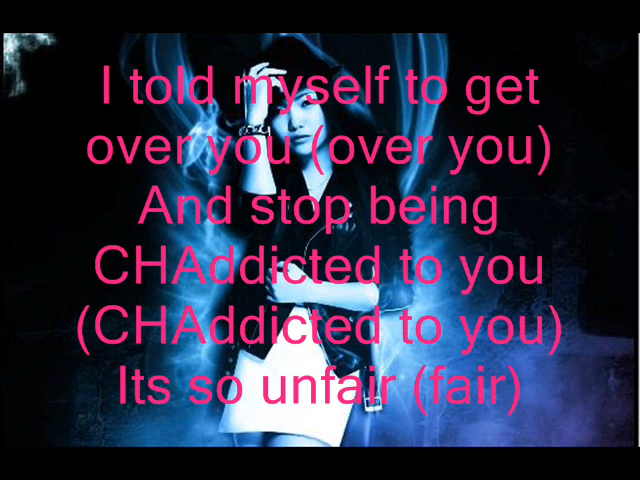 I told myself to get
over you (over you)
And stop being
CHAddicted to you
(CHAddicted to you)
Its so unfair (fair)